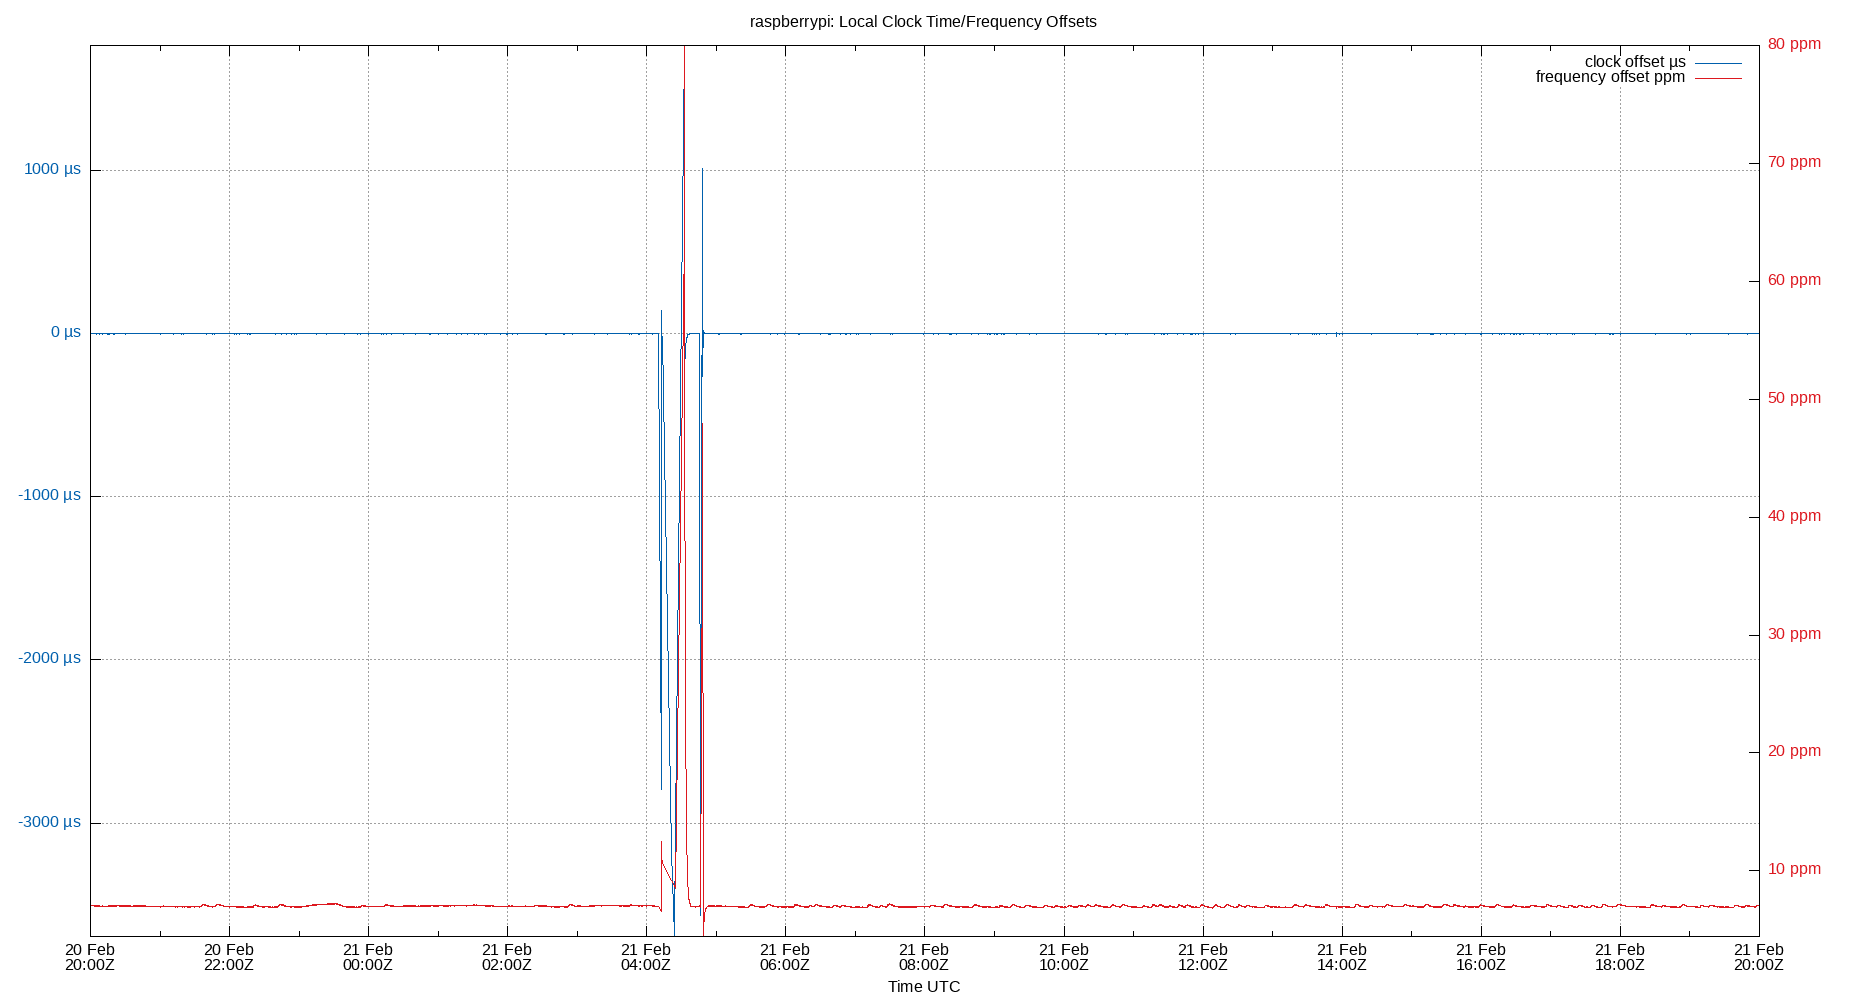 raspberrypi: Local Clock Time/Frequency Offsets
80 ppm
clock offset µs
frequency offset ppm
1000 µs
70 ppm
60 ppm
0 µs
50 ppm
-1000 µs
40 ppm
30 ppm
-2000 µs
20 ppm
-3000 µs
10 ppm
20 Feb 20 Feb 21 Feb 21 Feb 21 Feb 21 Feb 21 Feb 21 Feb 21 Feb 21 Feb 21 Feb 21 Feb 21 Feb
20:00Z 22:00Z 00:00Z 02:00Z 04:00Z 06:00Z 08:00Z 10:00Z 12:00Z 14:00Z 16:00Z 18:00Z 20:00Z
Time UTC